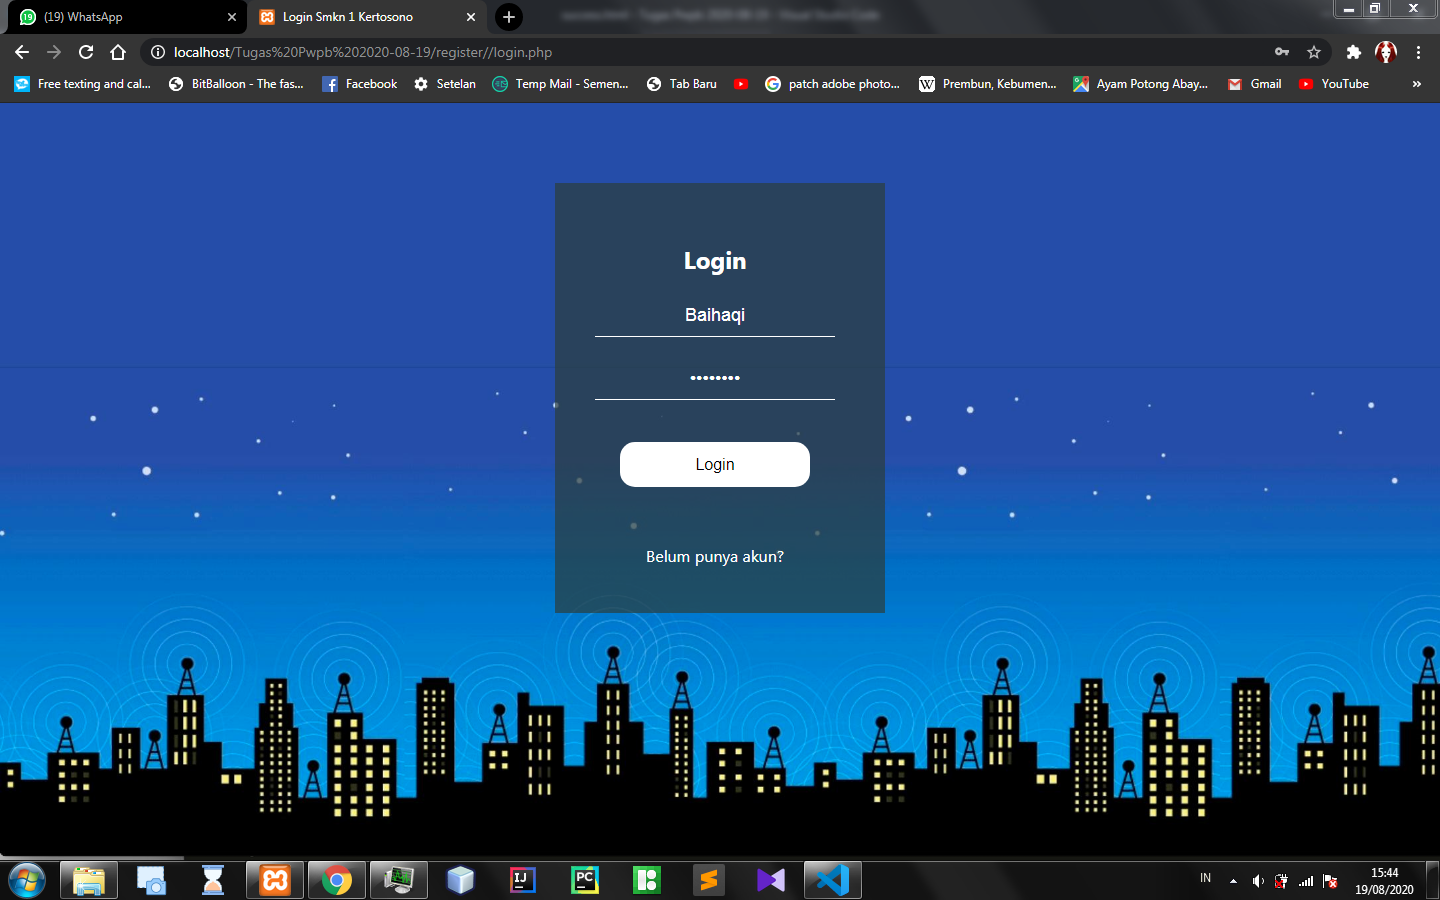 (19) WhatsApp
Login Smkn 1 Kertosono
localhost/Tugas%20Pwpb%202020-08-19/register//login.php
Free texting and cal...
BitBalloon - The fas...
Facebook
Setelan
Temp Mail - Semen...
Tab Baru
patch adobe photo...
Prembun, Kebumen...
Ayam Potong Abay...
Gmail
YouTube
»
Login
Baihaqi
••••••••
Login
Belum punya akun?
IN
15:44
19/08/2020